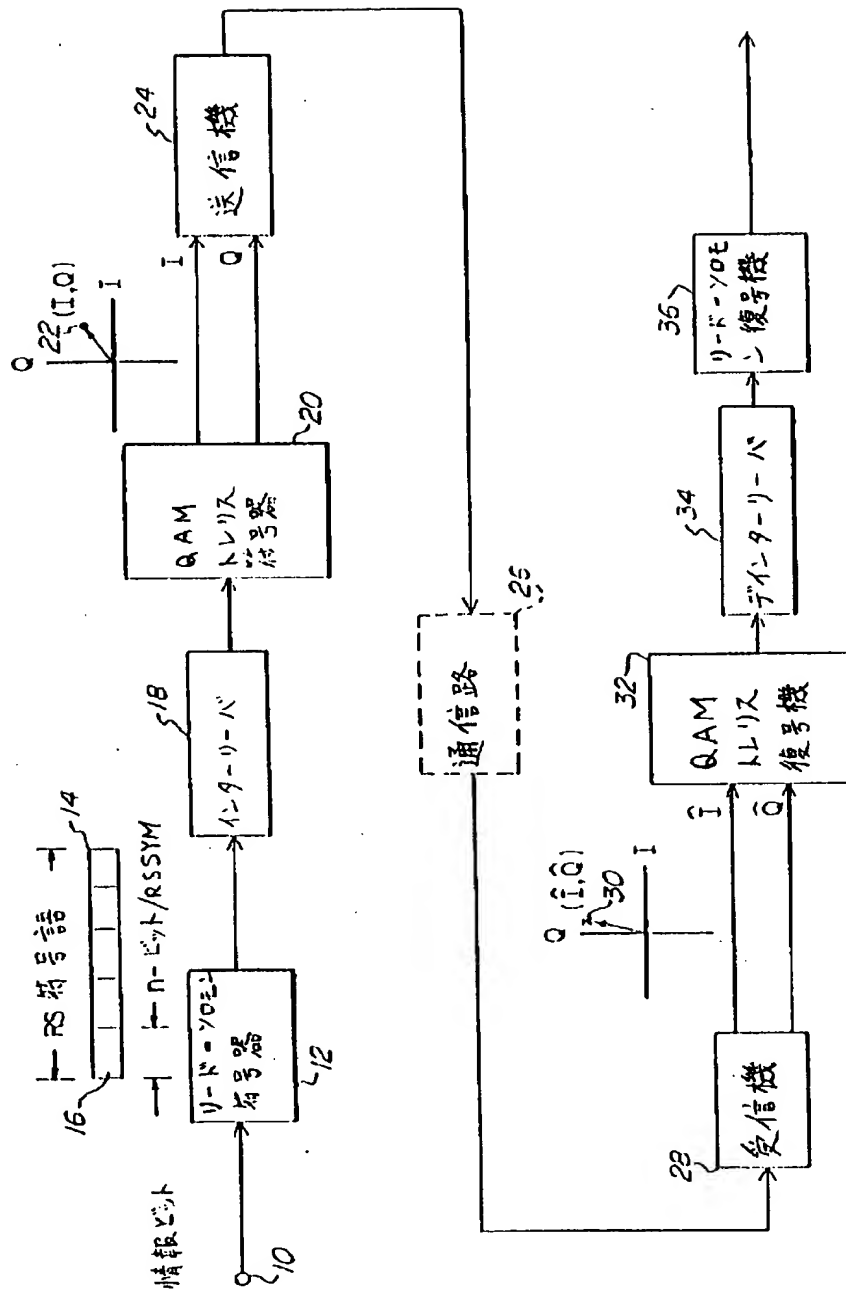 情報ビット
10
RS符号語
14
16
n-ビット/RSSYM
リード-ソロモン
符号器
12
インターリーバ
18
QAM
トレリス
符号器
20
Q
22
(I,Q)
I
I
Q
送信機
24
通信路
26
受信機
28
Q
(Î,Q̂)
30
I
Î
Q̂
QAM
トレリス
復号機
32
デインターリーバ
34
リード-ソロモ
ン復号機
36